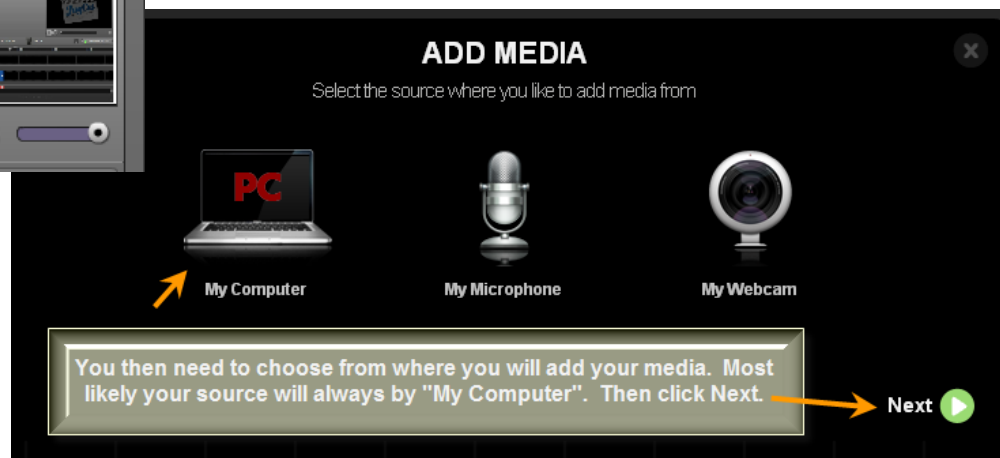 ADD MEDIA
Select the source where you like to add media from
PC
My Computer
My Microphone
My Webcam
You then need to choose from where you will add your media. Most
likely your source will always by "My Computer". Then click Next.
Next